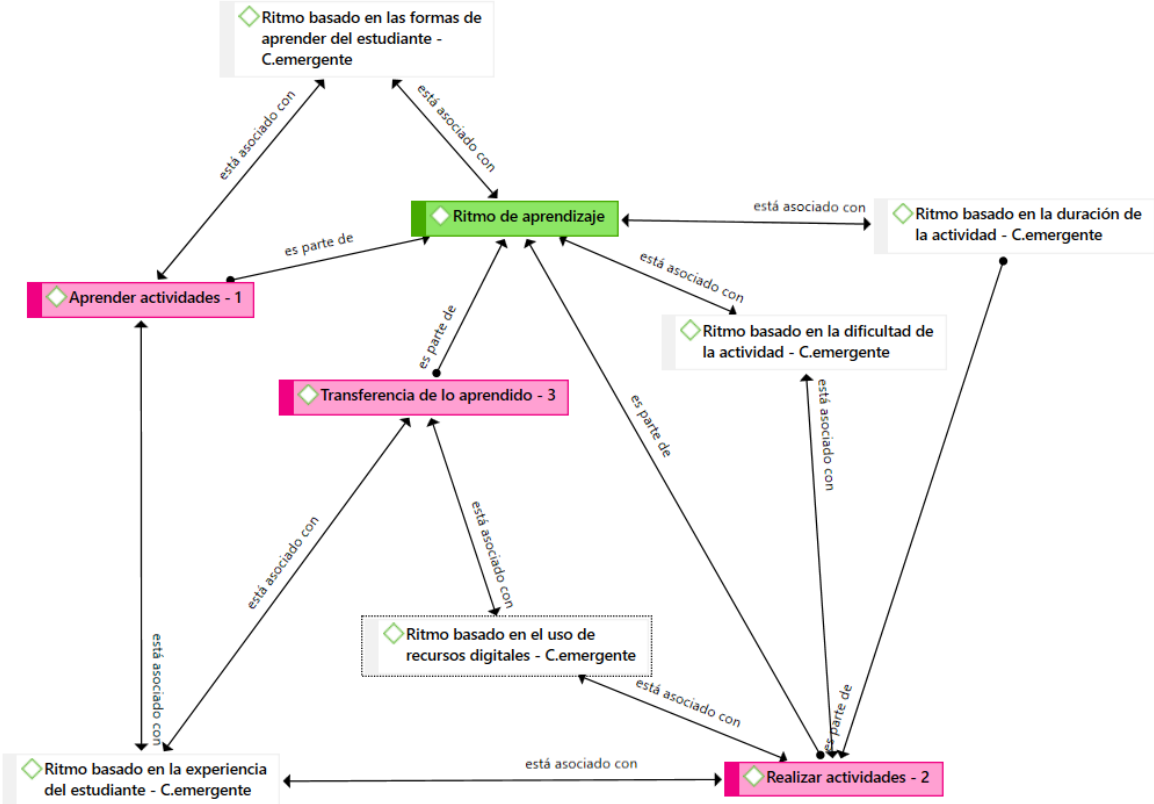 Ritmo basado en las formas de
aprender del estudiante -
C.emergente
está asociado con
está asociado con
Ritmo de aprendizaje
está asociado con
Ritmo basado en la duración de
la actividad - C.emergente
es parte de
está asociado con
Aprender actividades - 1
es parte de
Ritmo basado en la dificultad de
la actividad - C.emergente
Transferencia de lo aprendido - 3
es parte de
está asociado con
está asociado con
está asociado con
Ritmo basado en el uso de
recursos digitales - C.emergente
está asociado con
está asociado con
es parte de
Ritmo basado en la experiencia
del estudiante - C.emergente
está asociado con
Realizar actividades - 2